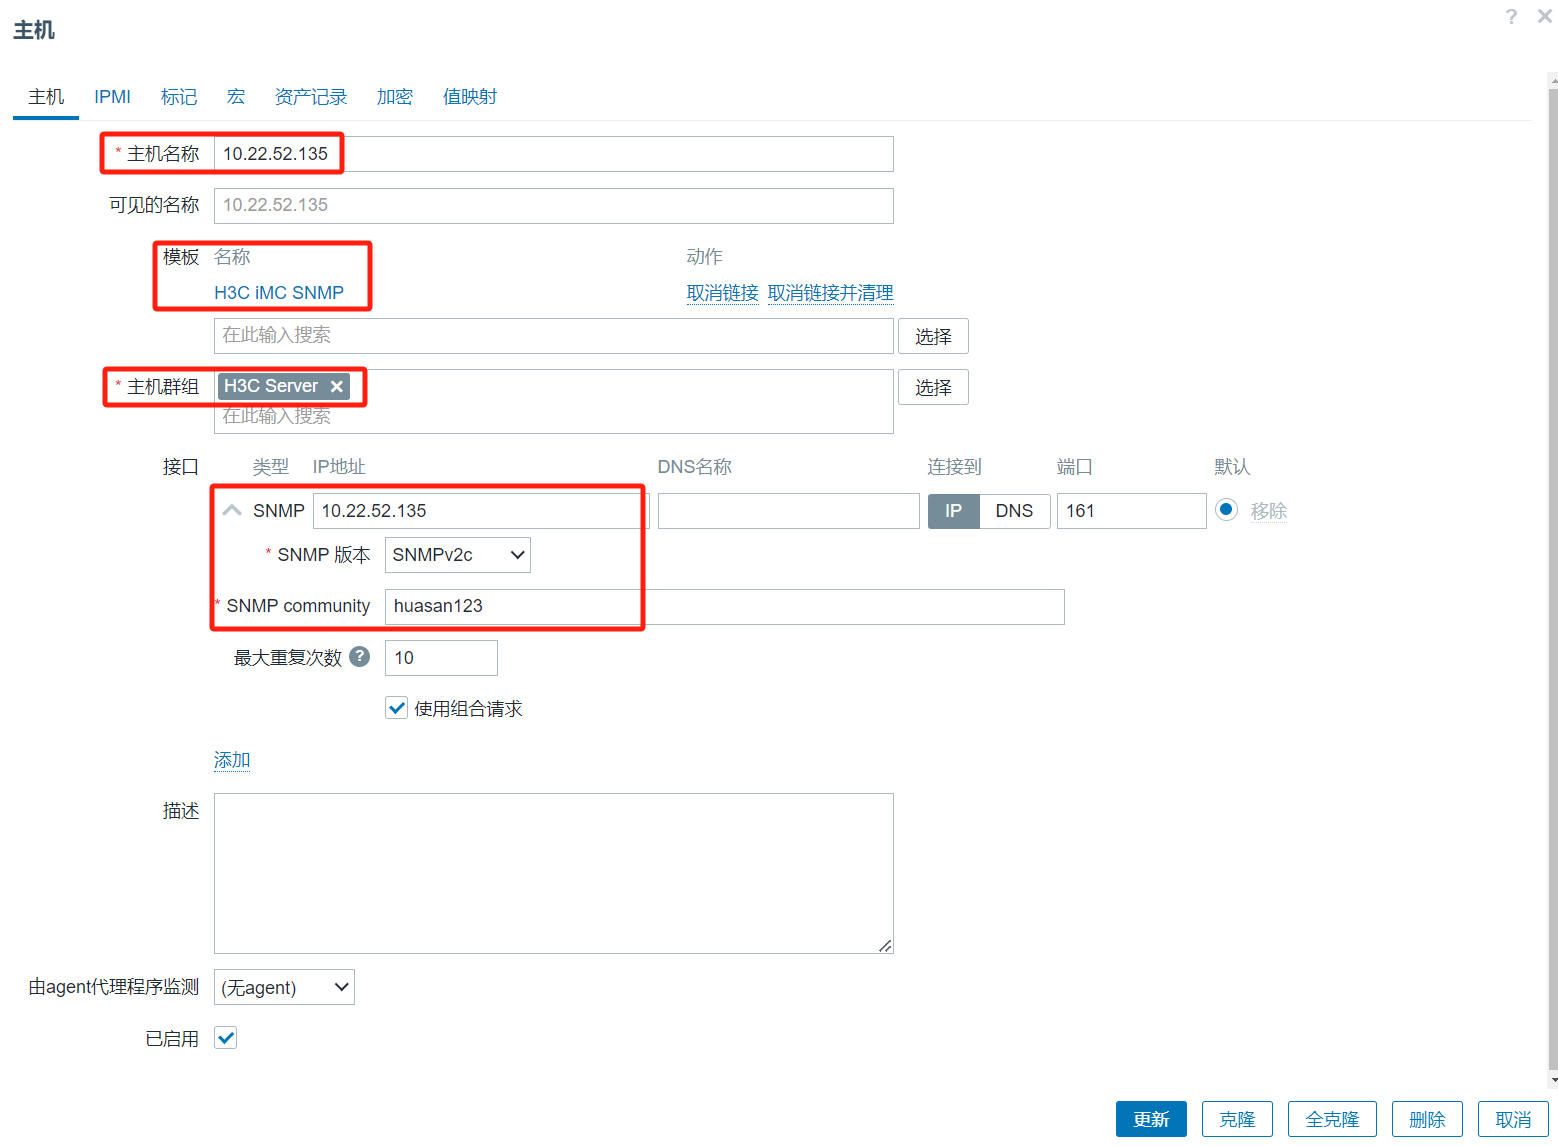 主机
? ×
主机 IPMI 标记 宏 资产记录 加密 值映射
* 主机名称 10.22.52.135
可见的名称 10.22.52.135
模板 名称 动作
H3C iMC SNMP 取消链接 取消链接并清理
在此输入搜索 选择
* 主机群组 H3C Server × 选择
在此输入搜索
接口 类型 IP地址 DNS名称 连接到 端口 默认
SNMP 10.22.52.135 IP DNS 161 移除
* SNMP 版本 SNMPv2c
* SNMP community huasan123
最大重复次数 ? 10
使用组合请求
添加
描述
由agent代理程序监测 (无agent)
已启用
更新 克隆 全克隆 删除 取消